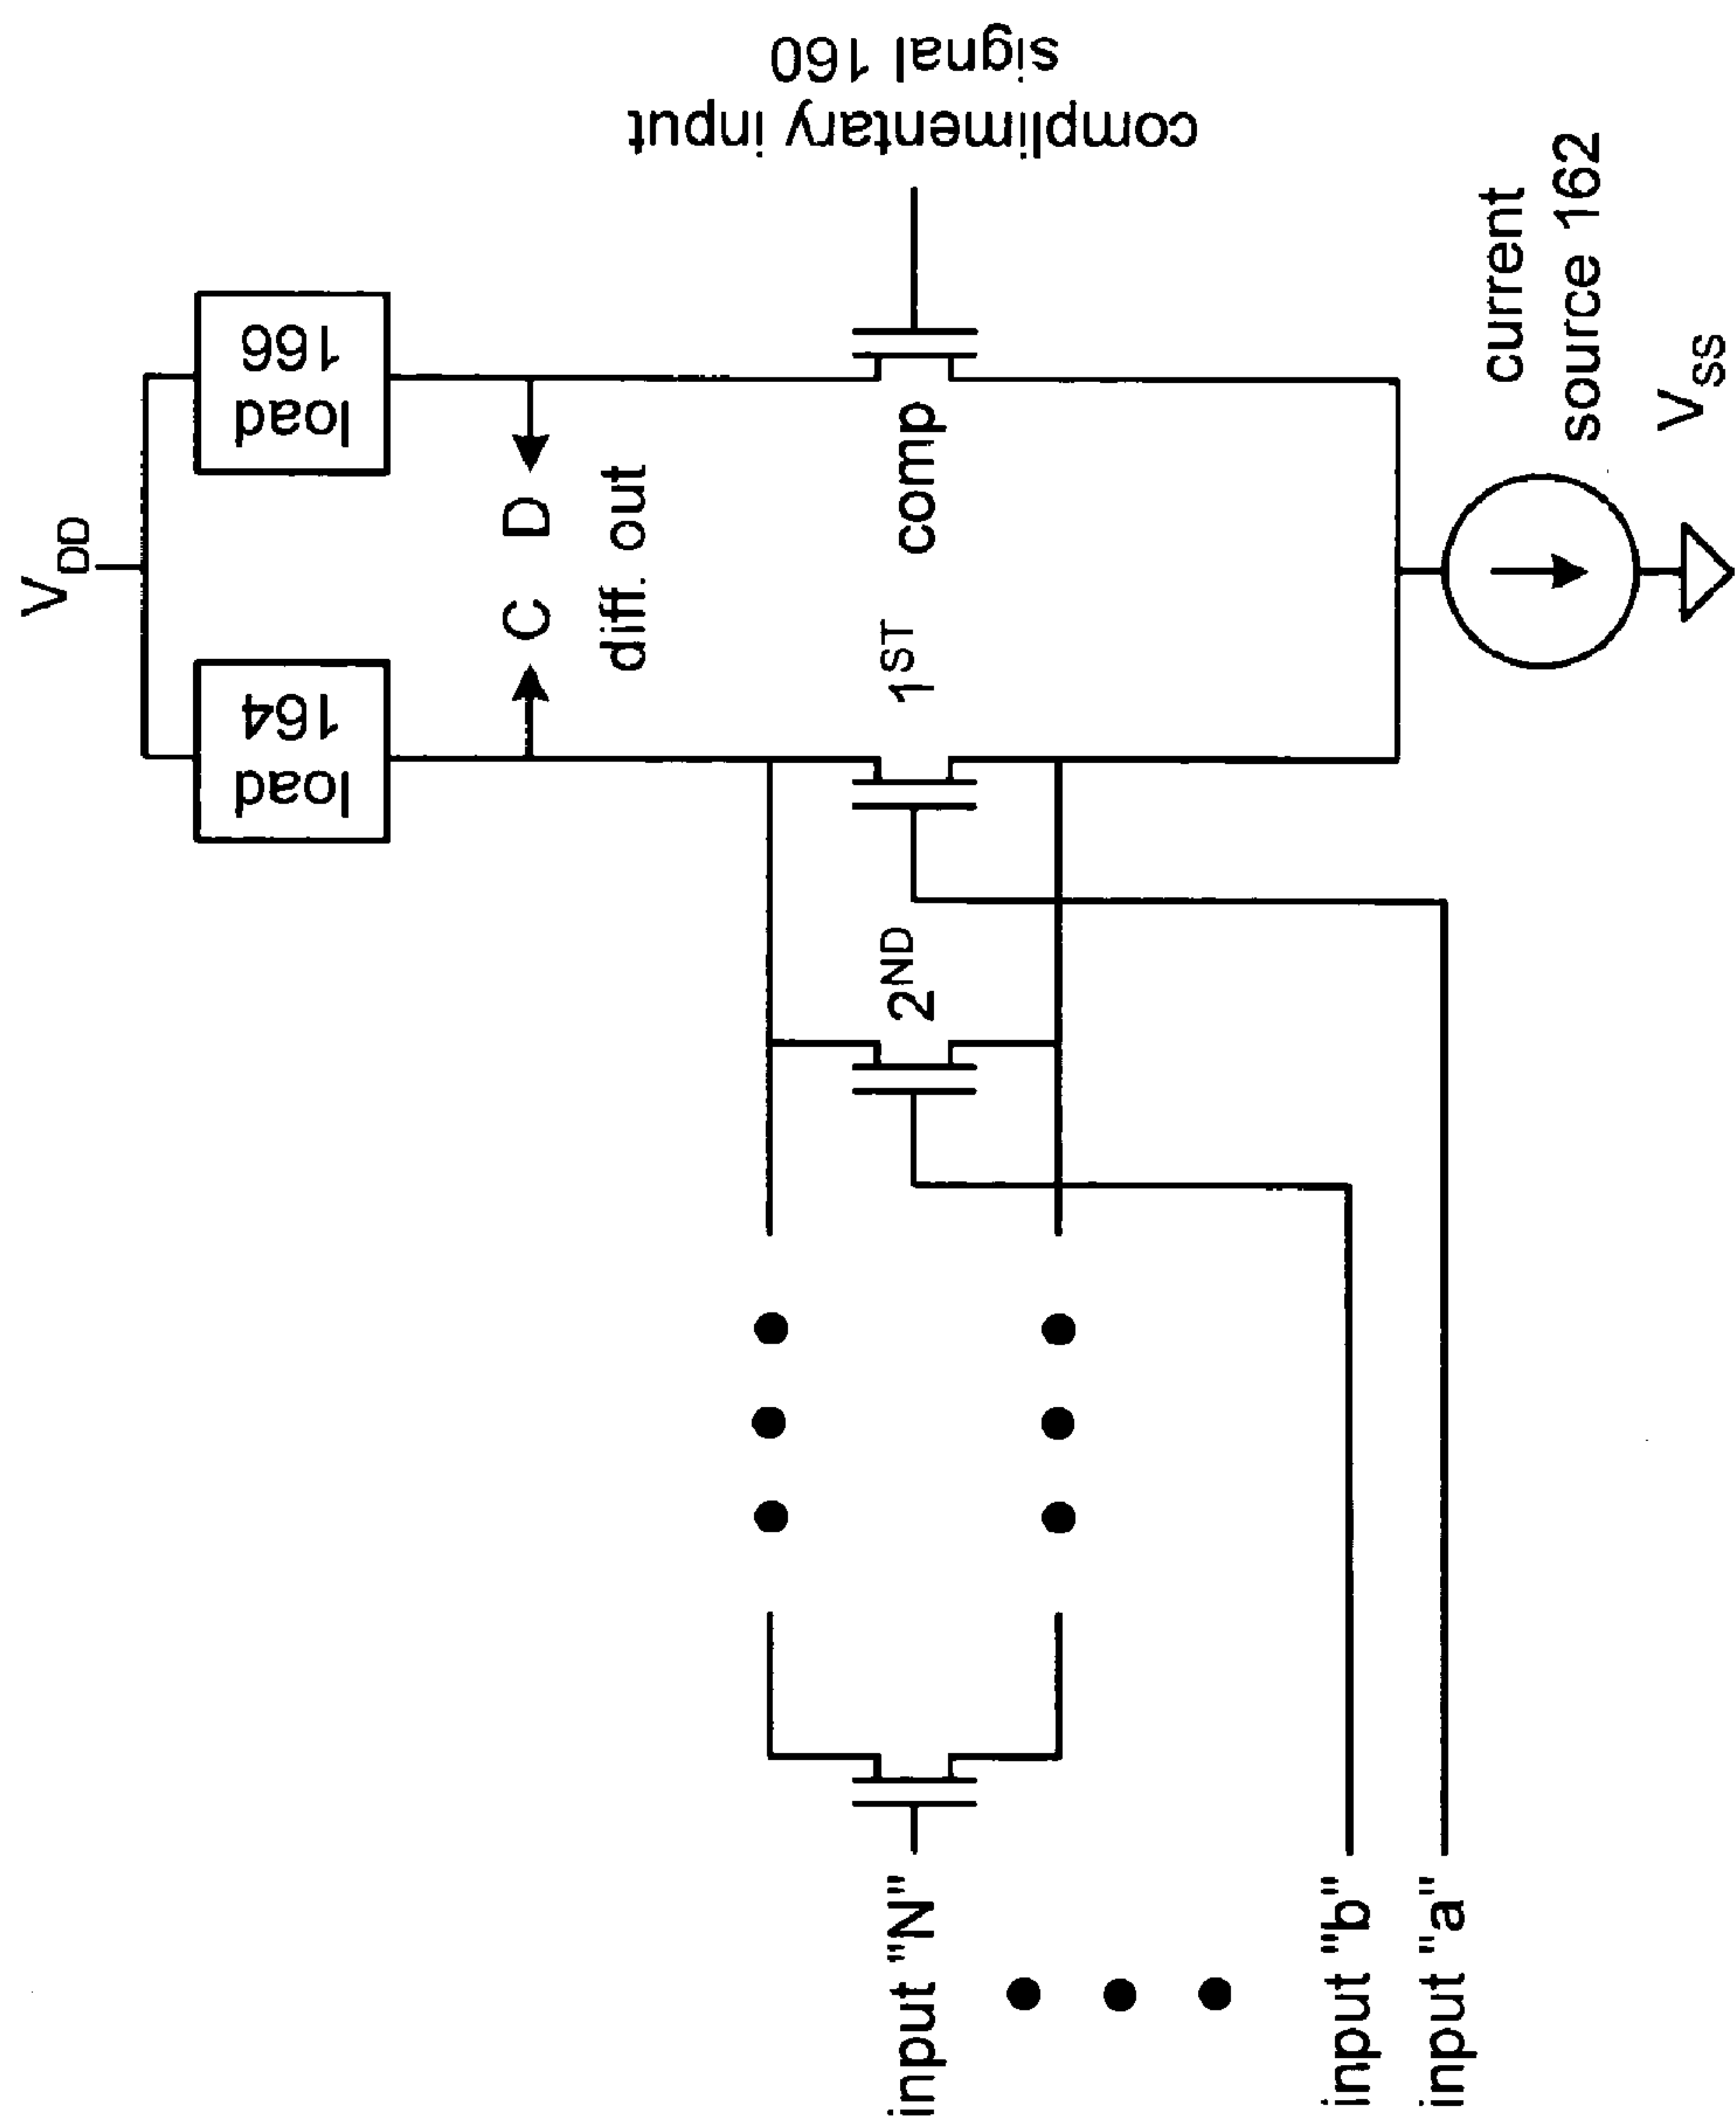 V_DD
load
164
load
166
C D
diff. out
complimentary input
signal 160
1^ST
comp
2^ND
input "N"
input "b"
input "a"
current
source 162
V_SS